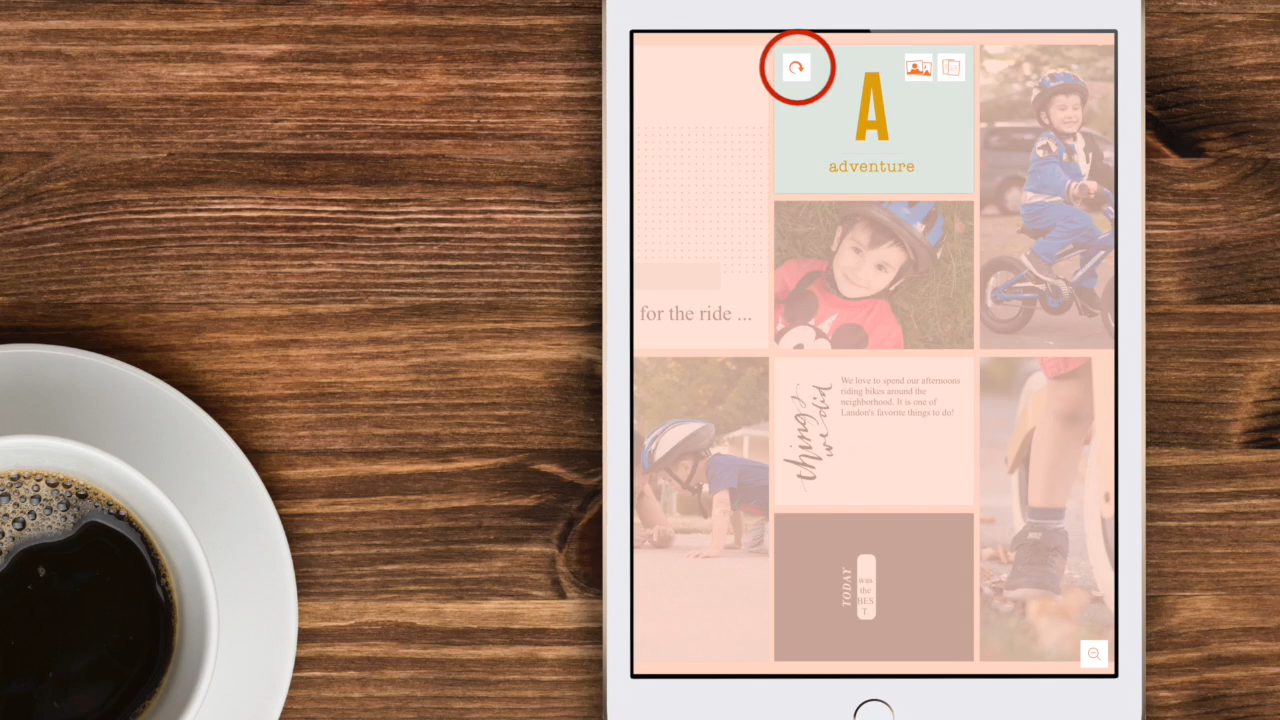 A
adventure
for the ride ...
things
we did
We love to spend our afternoons
riding bikes around the
neighborhood. It is one of
Landon's favorite things to do!
TODAY
was
the
BES
T.